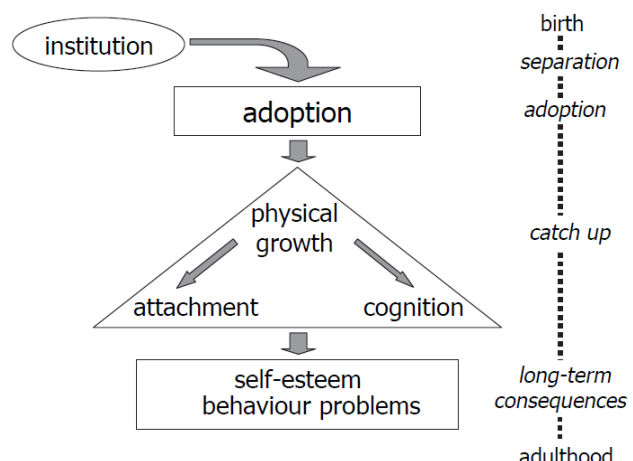 institution
adoption
physical
growth
attachment
cognition
self-esteem
behaviour problems
birth
separation
adoption
catch up
long-term
consequences
adulthood